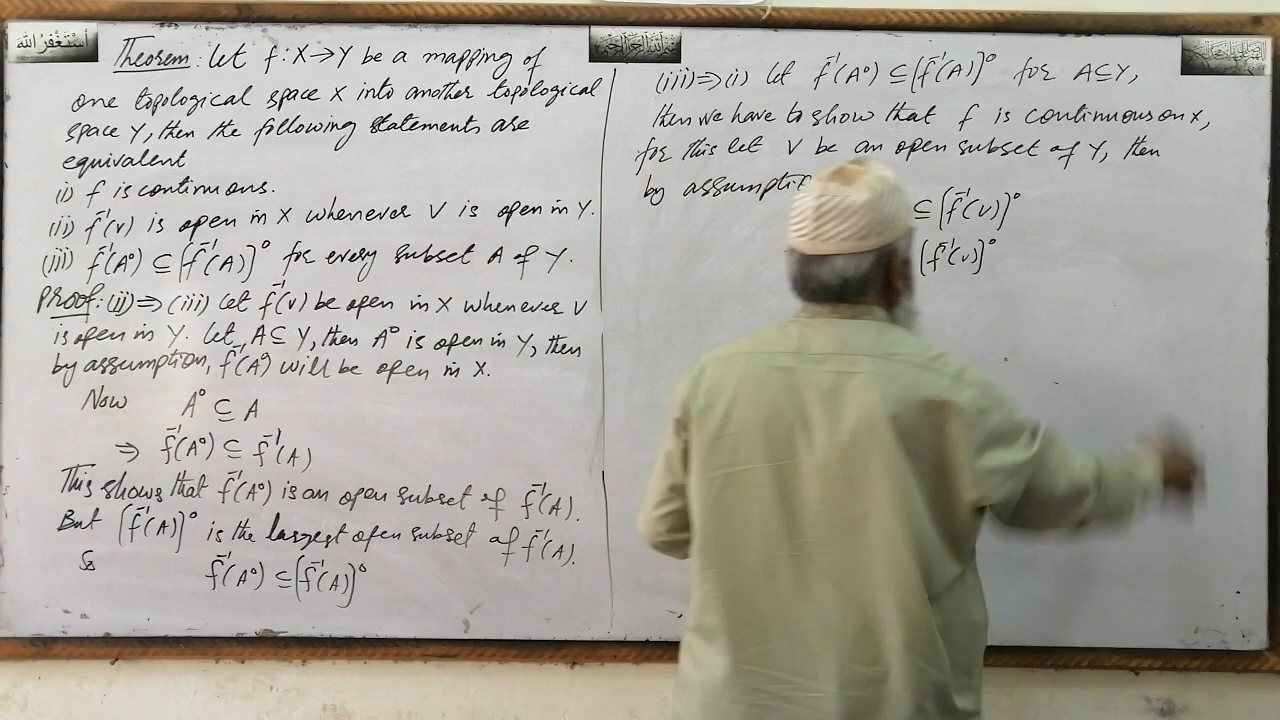 أستغفر الله
Theorem: let f: X→Y be a mapping of
one topological space X into another topological
space Y, then the following statements are
equivalent
(i) f is continuous.
(ii) f⁻¹(v) is open in X whenever V is open in Y.
(iii) f⁻¹(A°) ⊆ (f⁻¹(A))° for every subset A of Y.
Proof: (ii) ⇒ (iii) Let f⁻¹(v) be open in X whenever V
is open in Y. Let A ⊆ Y, then A° is open in Y, then
by assumption, f⁻¹(A°) will be open in X.
Now A° ⊆ A
⇒ f⁻¹(A°) ⊆ f⁻¹(A)
This shows that f⁻¹(A°) is an open subset of f⁻¹(A).
But (f⁻¹(A))° is the largest open subset of f⁻¹(A).
So f⁻¹(A°) ⊆ (f⁻¹(A))°
(iii) ⇒ (i) let f⁻¹(A°) ⊆ (f⁻¹(A))° for A ⊆ Y,
then we have to show that f is continuous on X,
for this let V be an open subset of Y, then
by assumptio
⊆ (f⁻¹(v))°
(f⁻¹(v))°